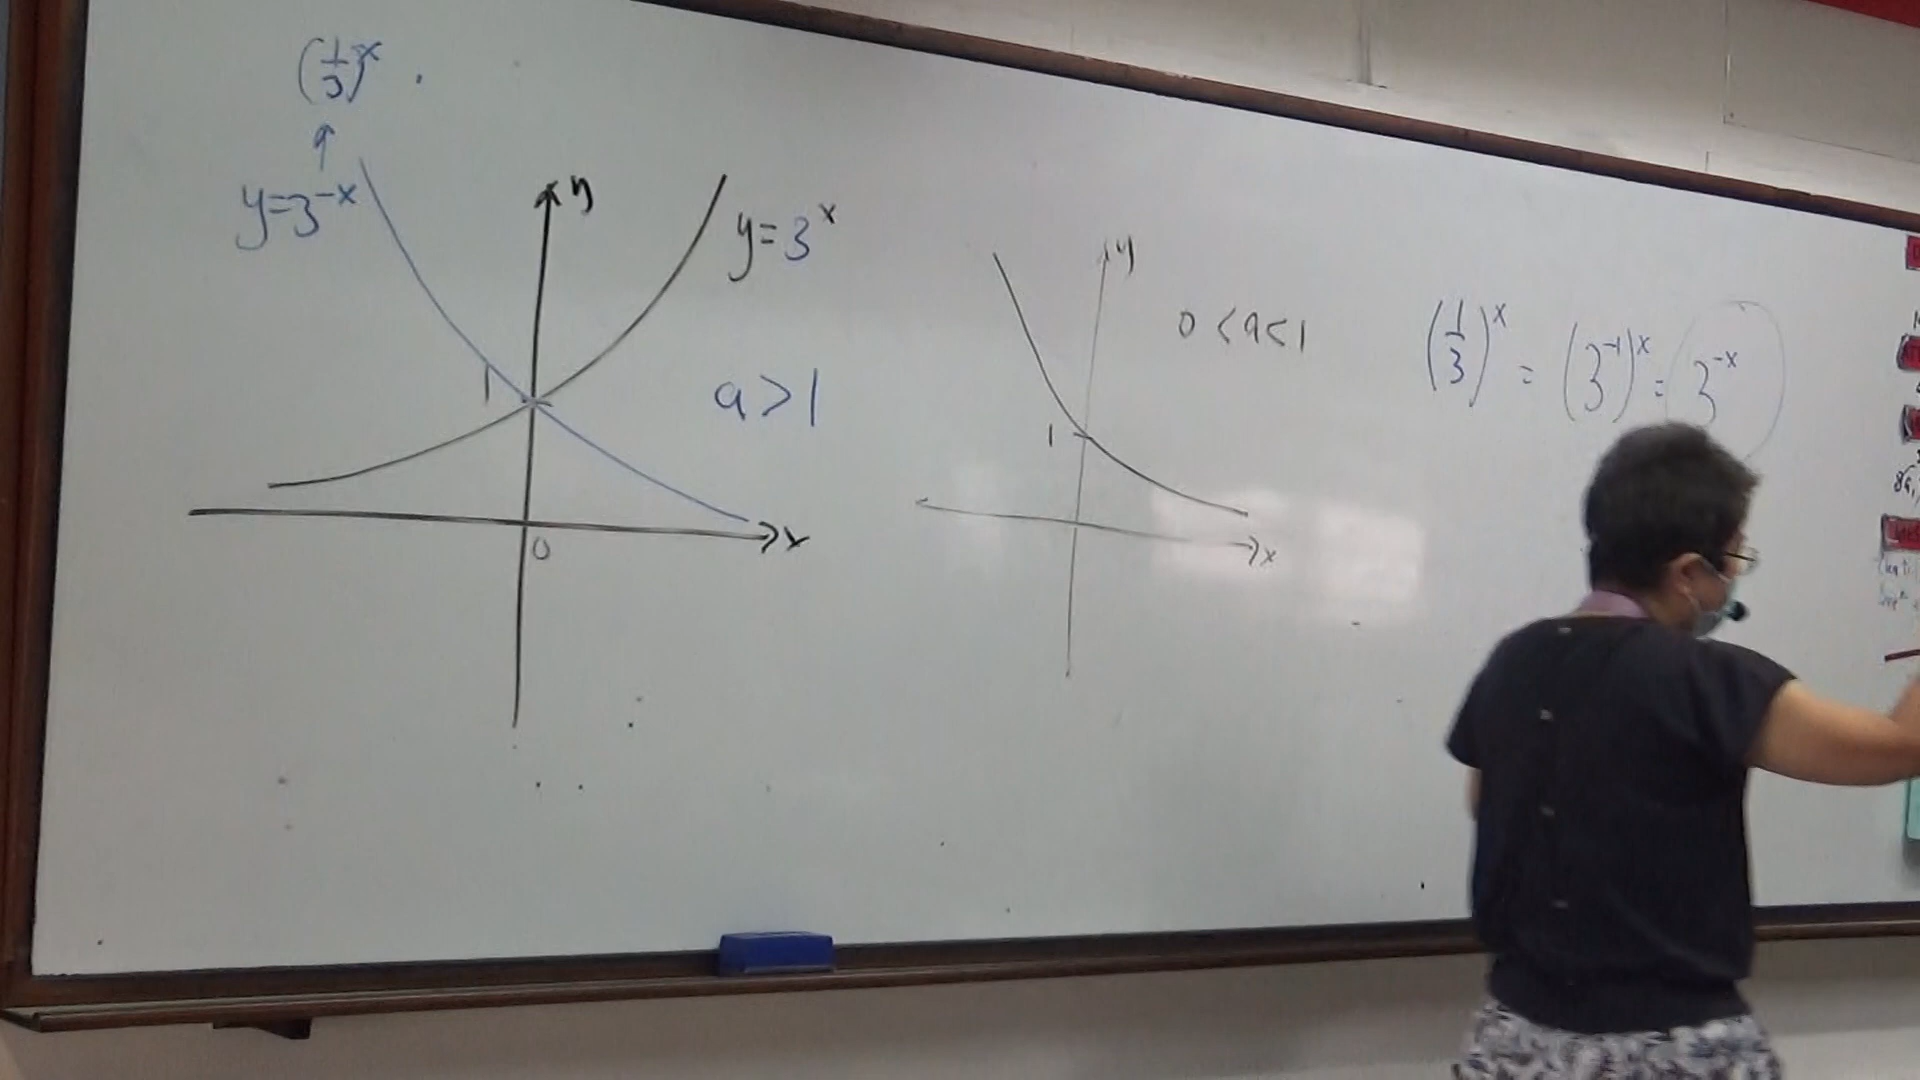 (1/3)^x .
↑
y=3^-x
y
y=3^x
1
a>1
0
x
y
0<a<1
1
x
(1/3)^x = (3^-1)^x = 3^-x